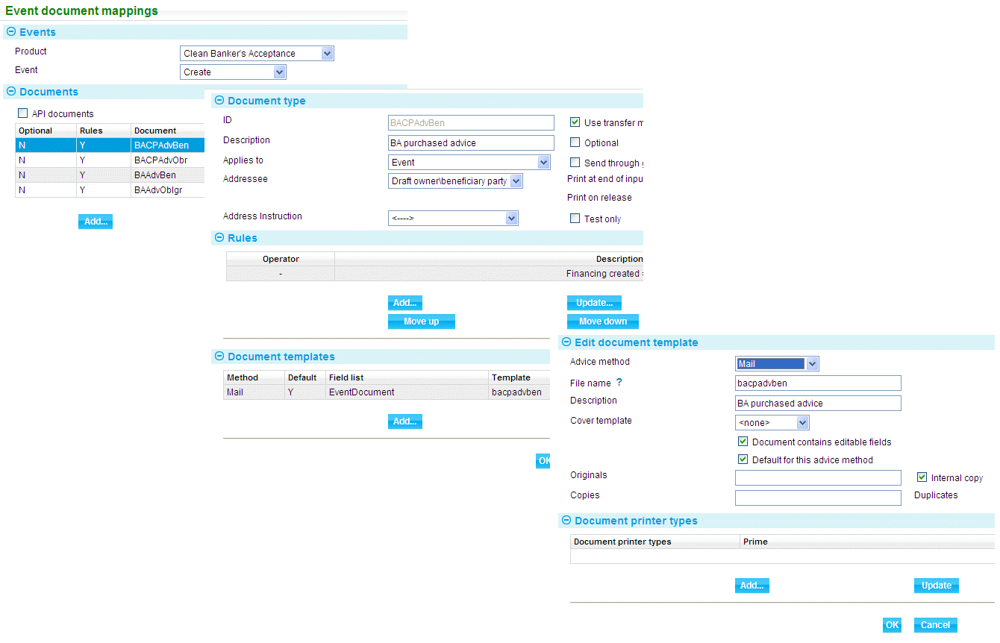 Event document mappings
Events
Product Clean Banker's Acceptance
Event Create
Documents
API documents
Optional Rules Document
N Y BACPAdvBen
N Y BACPAdvObr
N Y BAAdvBen
N Y BAAdvOblgr
Add...
Document type
ID BACPAdvBen Use transfer m
Description BA purchased advice Optional
Applies to Event Send through g
Addressee Draft owner\beneficiary party Print at end of inpu
Print on release
Address Instruction <----> Test only
Rules
Operator Description
- Financing created =
Add... Update...
Move up Move down
Document templates
Method Default Field list Template
Mail Y EventDocument bacpadvben
Add...
OK
Edit document template
Advice method Mail
File name ? bacpadvben
Description BA purchased advice
Cover template <none>
Document contains editable fields
Default for this advice method
Originals Internal copy
Copies Duplicates
Document printer types
Document printer types Prime
Add... Update
OK Cancel